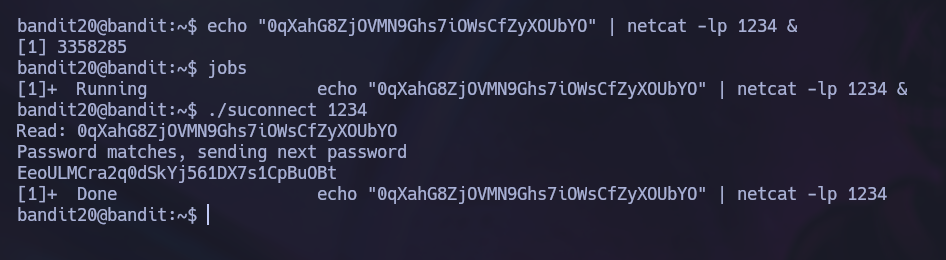 bandit20@bandit:~$ echo "0qXahG8ZjOVMN9Ghs7iOWsCfZyXOUbYO" | netcat -lp 1234 &
[1] 3358285
bandit20@bandit:~$ jobs
[1]+  Running                 echo "0qXahG8ZjOVMN9Ghs7iOWsCfZyXOUbYO" | netcat -lp 1234 &
bandit20@bandit:~$ ./suconnect 1234
Read: 0qXahG8ZjOVMN9Ghs7iOWsCfZyXOUbYO
Password matches, sending next password
EeoULMCra2q0dSkYj561DX7s1CpBuOBt
[1]+  Done                    echo "0qXahG8ZjOVMN9Ghs7iOWsCfZyXOUbYO" | netcat -lp 1234
bandit20@bandit:~$